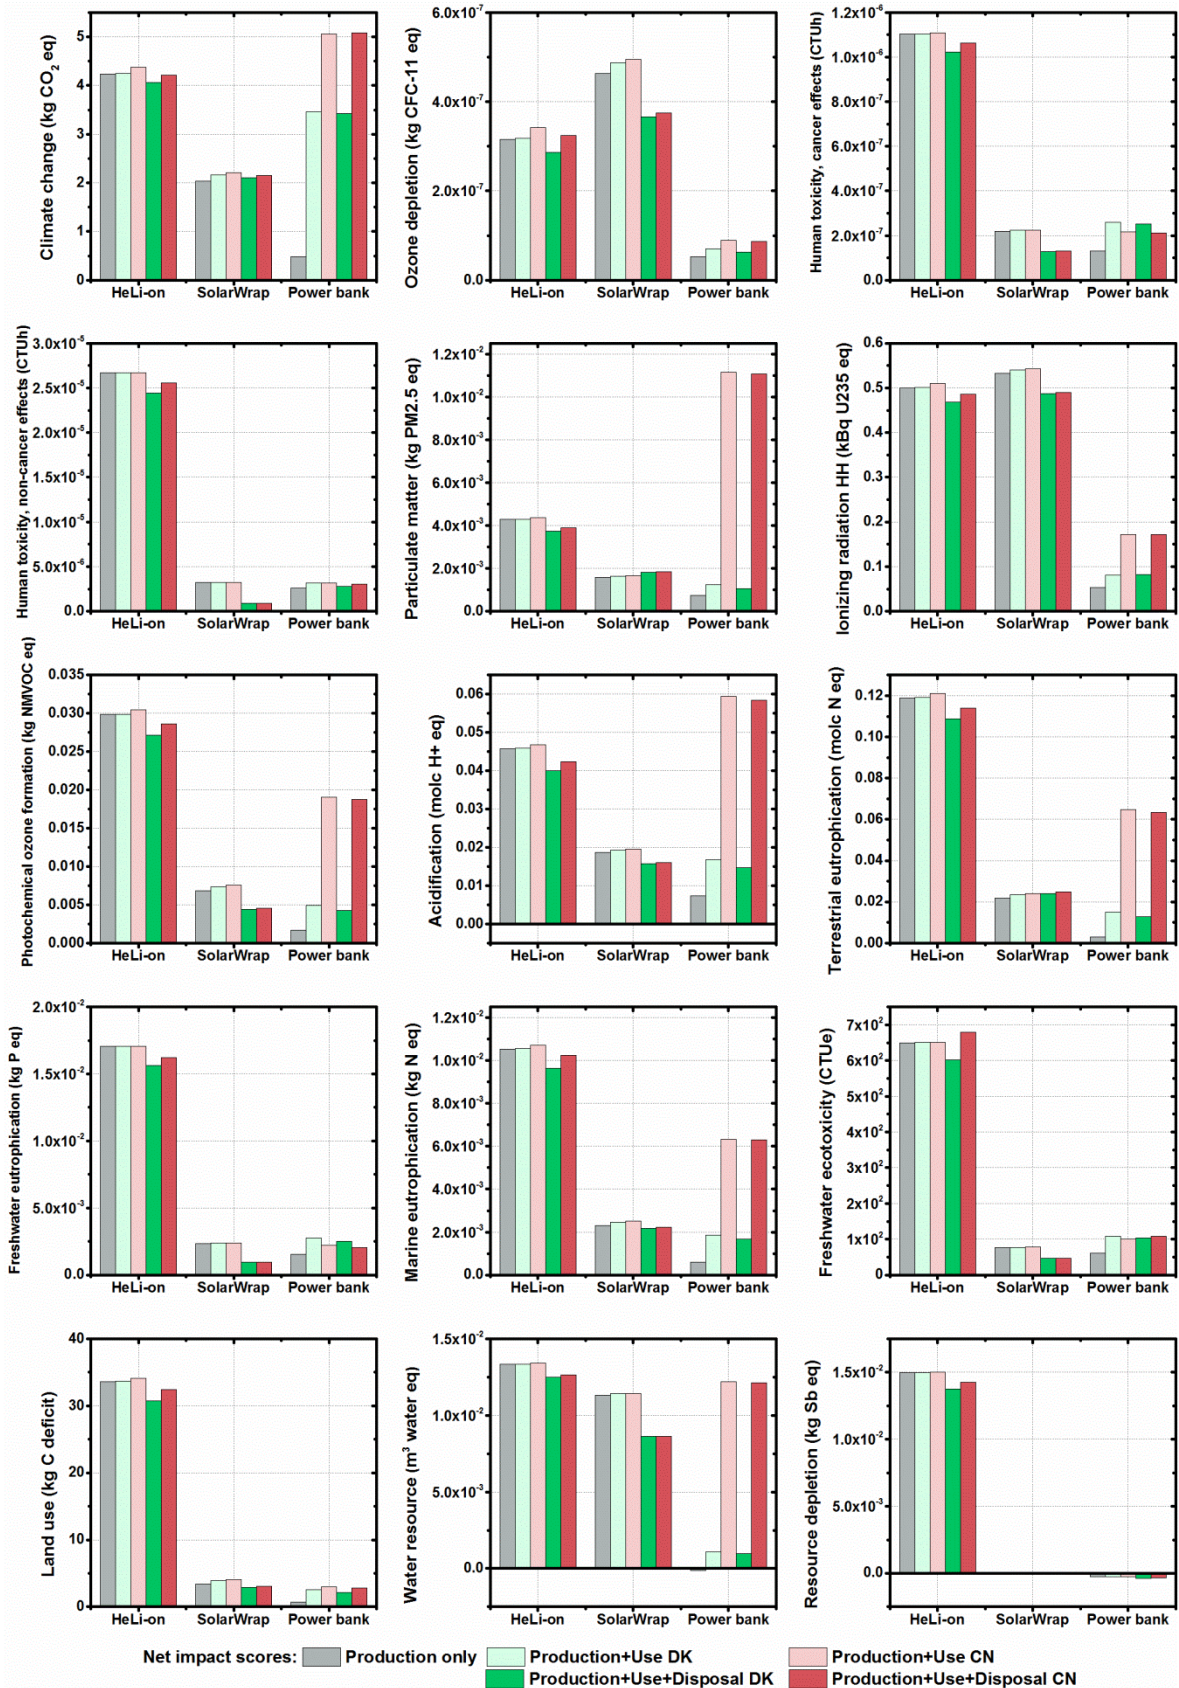 Climate change (kg CO₂ eq)
5
4
3
2
1
0
HeLi-on SolarWrap Power bank
Ozone depletion (kg CFC-11 eq)
6.0x10⁻⁷
4.0x10⁻⁷
2.0x10⁻⁷
0.0
HeLi-on SolarWrap Power bank
Human toxicity, cancer effects (CTUh)
1.2x10⁻⁶
1.0x10⁻⁶
8.0x10⁻⁷
6.0x10⁻⁷
4.0x10⁻⁷
2.0x10⁻⁷
0.0
HeLi-on SolarWrap Power bank
Human toxicity, non-cancer effects (CTUh)
3.0x10⁻⁵
2.5x10⁻⁵
2.0x10⁻⁵
1.5x10⁻⁵
1.0x10⁻⁵
5.0x10⁻⁶
0.0
HeLi-on SolarWrap Power bank
Particulate matter (kg PM2.5 eq)
1.2x10⁻²
1.0x10⁻²
8.0x10⁻³
6.0x10⁻³
4.0x10⁻³
2.0x10⁻³
0.0
HeLi-on SolarWrap Power bank
Ionizing radiation HH (kBq U235 eq)
0.6
0.5
0.4
0.3
0.2
0.1
0.0
HeLi-on SolarWrap Power bank
Photochemical ozone formation (kg NMVOC eq)
0.035
0.030
0.025
0.020
0.015
0.010
0.005
0.000
HeLi-on SolarWrap Power bank
Acidification (molc H+ eq)
0.06
0.05
0.04
0.03
0.02
0.01
0.00
HeLi-on SolarWrap Power bank
Terrestrial eutrophication (molc N eq)
0.12
0.10
0.08
0.06
0.04
0.02
0.00
HeLi-on SolarWrap Power bank
Freshwater eutrophication (kg P eq)
2.0x10⁻²
1.5x10⁻²
1.0x10⁻²
5.0x10⁻³
0.0
HeLi-on SolarWrap Power bank
Marine eutrophication (kg N eq)
1.2x10⁻²
1.0x10⁻²
8.0x10⁻³
6.0x10⁻³
4.0x10⁻³
2.0x10⁻³
0.0
HeLi-on SolarWrap Power bank
Freshwater ecotoxicity (CTUe)
7x10²
6x10²
5x10²
4x10²
3x10²
2x10²
1x10²
0
HeLi-on SolarWrap Power bank
Land use (kg C deficit)
40
30
20
10
0
HeLi-on SolarWrap Power bank
Water resource (m³ water eq)
1.5x10⁻²
1.0x10⁻²
5.0x10⁻³
0.0
HeLi-on SolarWrap Power bank
Resource depletion (kg Sb eq)
1.5x10⁻²
1.0x10⁻²
5.0x10⁻³
0.0
HeLi-on SolarWrap Power bank
Net impact scores: Production only Production+Use DK Production+Use CN
Production+Use+Disposal DK Production+Use+Disposal CN